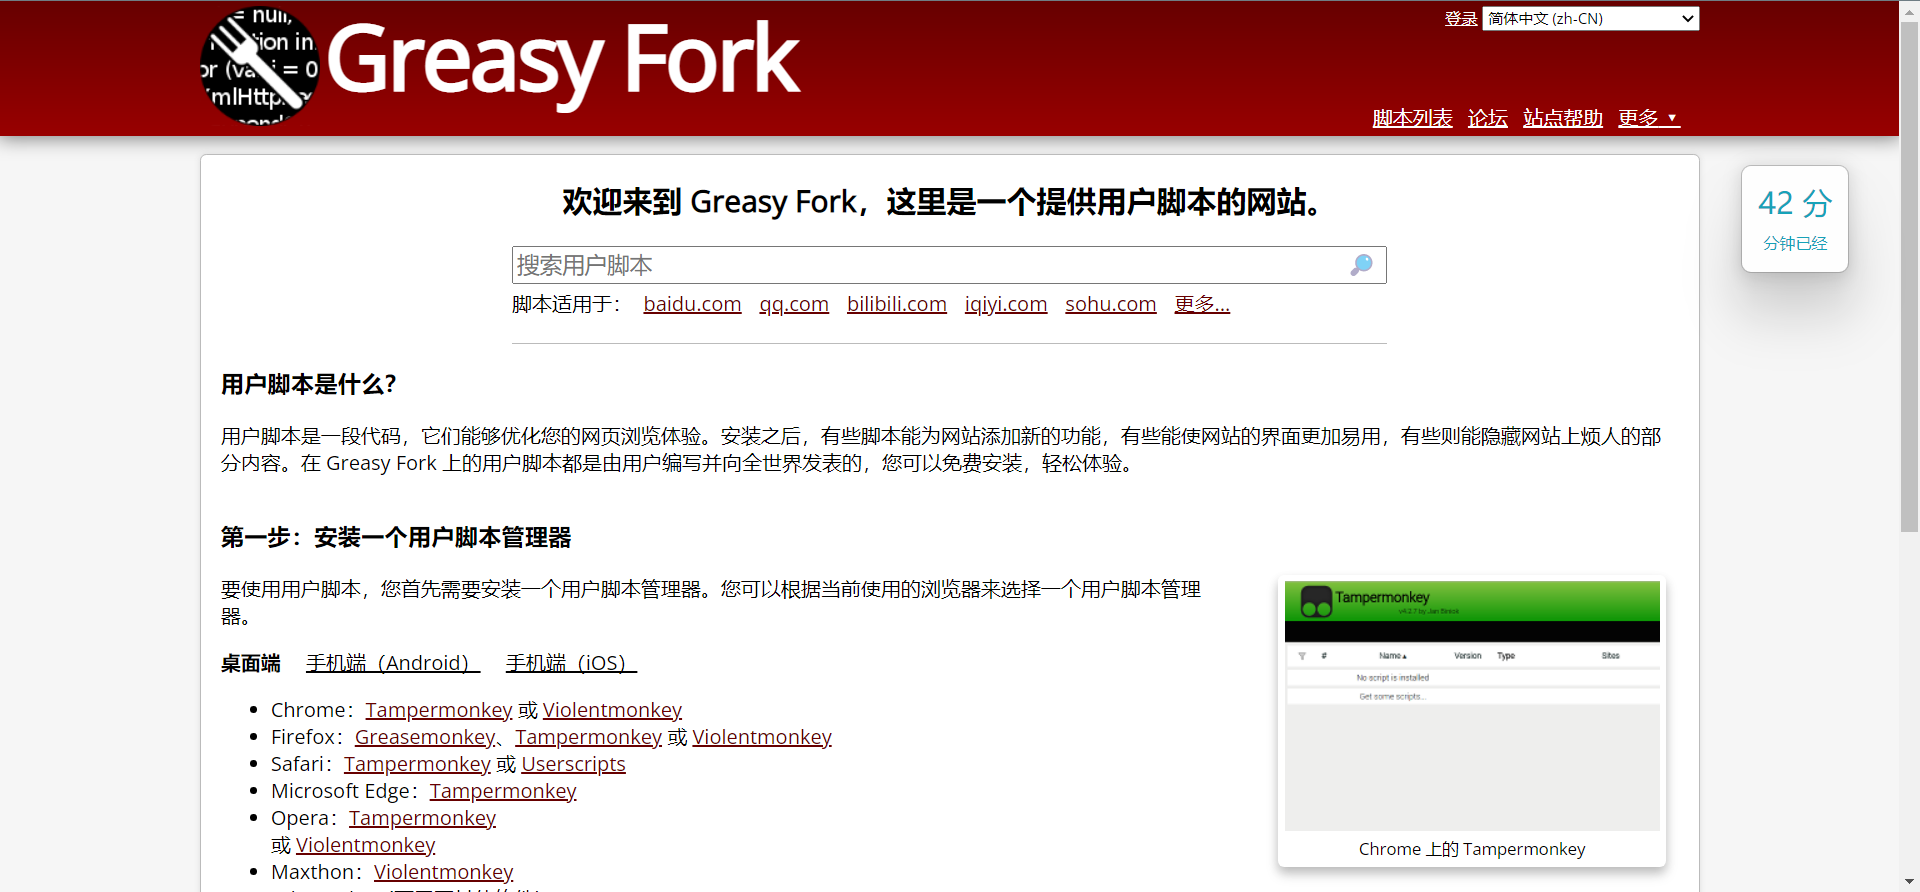 null,
tion in
or (va i = 0
mlHttp
Greasy Fork
登录 简体中文 (zh-CN)
脚本列表 论坛 站点帮助 更多 ▼
42 分
分钟已经
欢迎来到 Greasy Fork，这里是一个提供用户脚本的网站。
搜索用户脚本
脚本适用于： baidu.com qq.com bilibili.com iqiyi.com sohu.com 更多...
用户脚本是什么？
用户脚本是一段代码，它们能够优化您的网页浏览体验。安装之后，有些脚本能为网站添加新的功能，有些能使网站的界面更加易用，有些则能隐藏网站上烦人的部
分内容。在 Greasy Fork 上的用户脚本都是由用户编写并向全世界发表的，您可以免费安装，轻松体验。
第一步：安装一个用户脚本管理器
要使用用户脚本，您首先需要安装一个用户脚本管理器。您可以根据当前使用的浏览器来选择一个用户脚本管理
器。
桌面端 手机端（Android） 手机端（iOS）
Chrome：Tampermonkey 或 Violentmonkey
Firefox：Greasemonkey、Tampermonkey 或 Violentmonkey
Safari：Tampermonkey 或 Userscripts
Microsoft Edge：Tampermonkey
Opera：Tampermonkey
或 Violentmonkey
Maxthon：Violentmonkey
Tampermonkey
v4.2.7 by Jan Biniok
# Name ▴ Version Type Sites
No script is installed
Get some scripts...
Chrome 上的 Tampermonkey